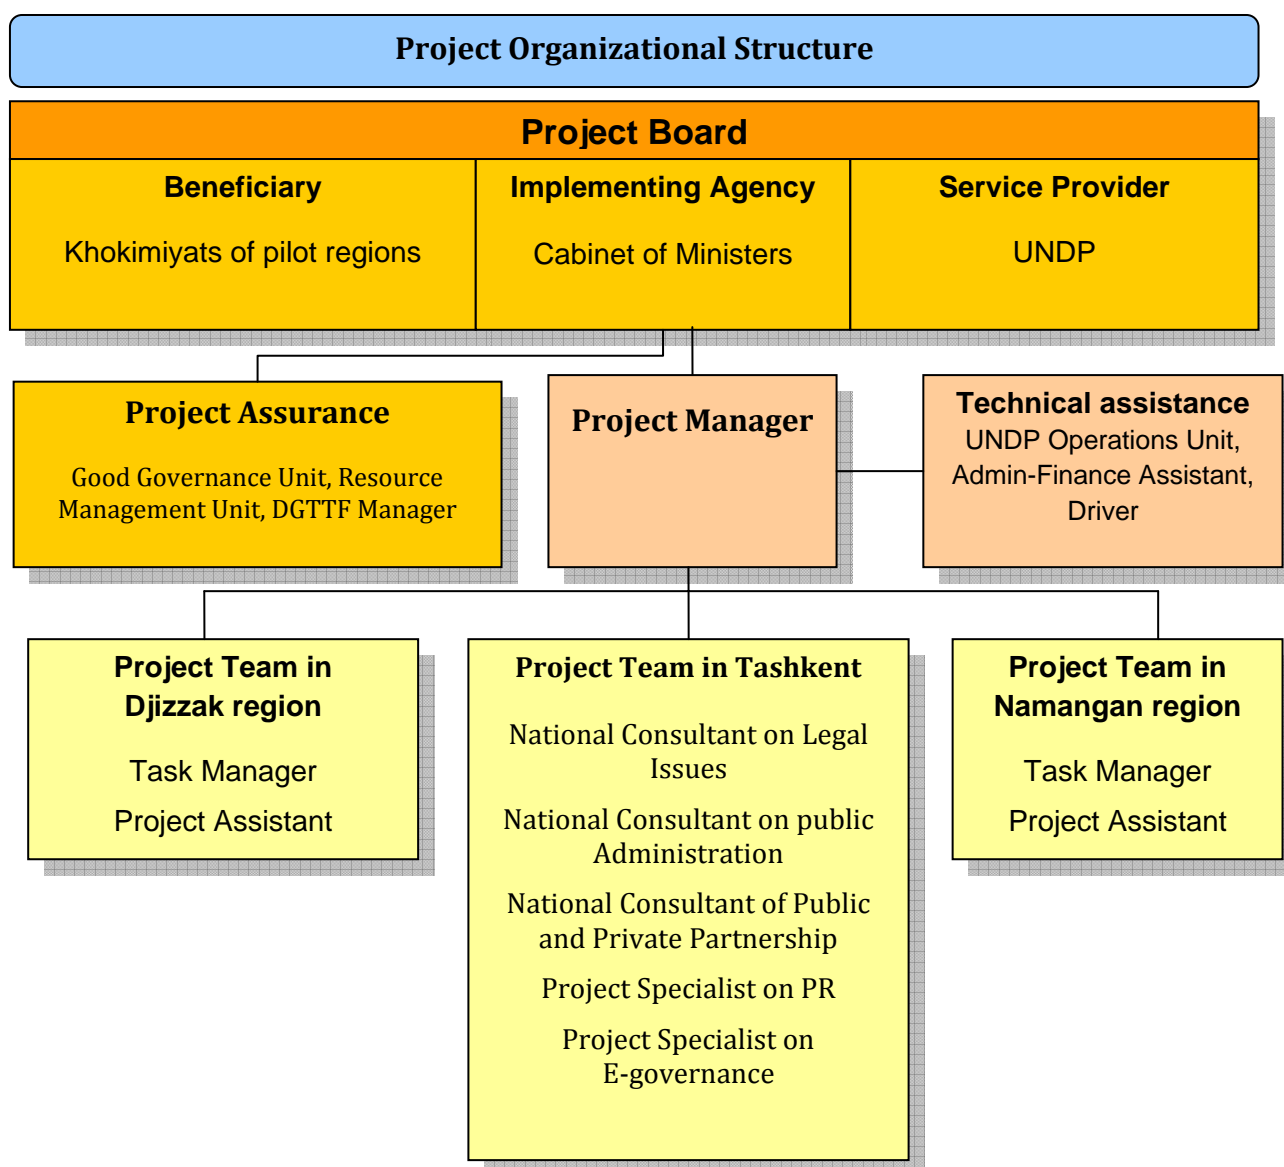 Project Organizational Structure
Project Board
Beneficiary
Khokimiyats of pilot regions
Implementing Agency
Cabinet of Ministers
Service Provider
UNDP
Project Assurance
Good Governance Unit, Resource
Management Unit, DGTTF Manager
Project Manager
Technical assistance
UNDP Operations Unit,
Admin-Finance Assistant,
Driver
Project Team in
Djizzak region
Task Manager
Project Assistant
Project Team in Tashkent
National Consultant on Legal
Issues
National Consultant on public
Administration
National Consultant of Public
and Private Partnership
Project Specialist on PR
Project Specialist on
E-governance
Project Team in
Namangan region
Task Manager
Project Assistant